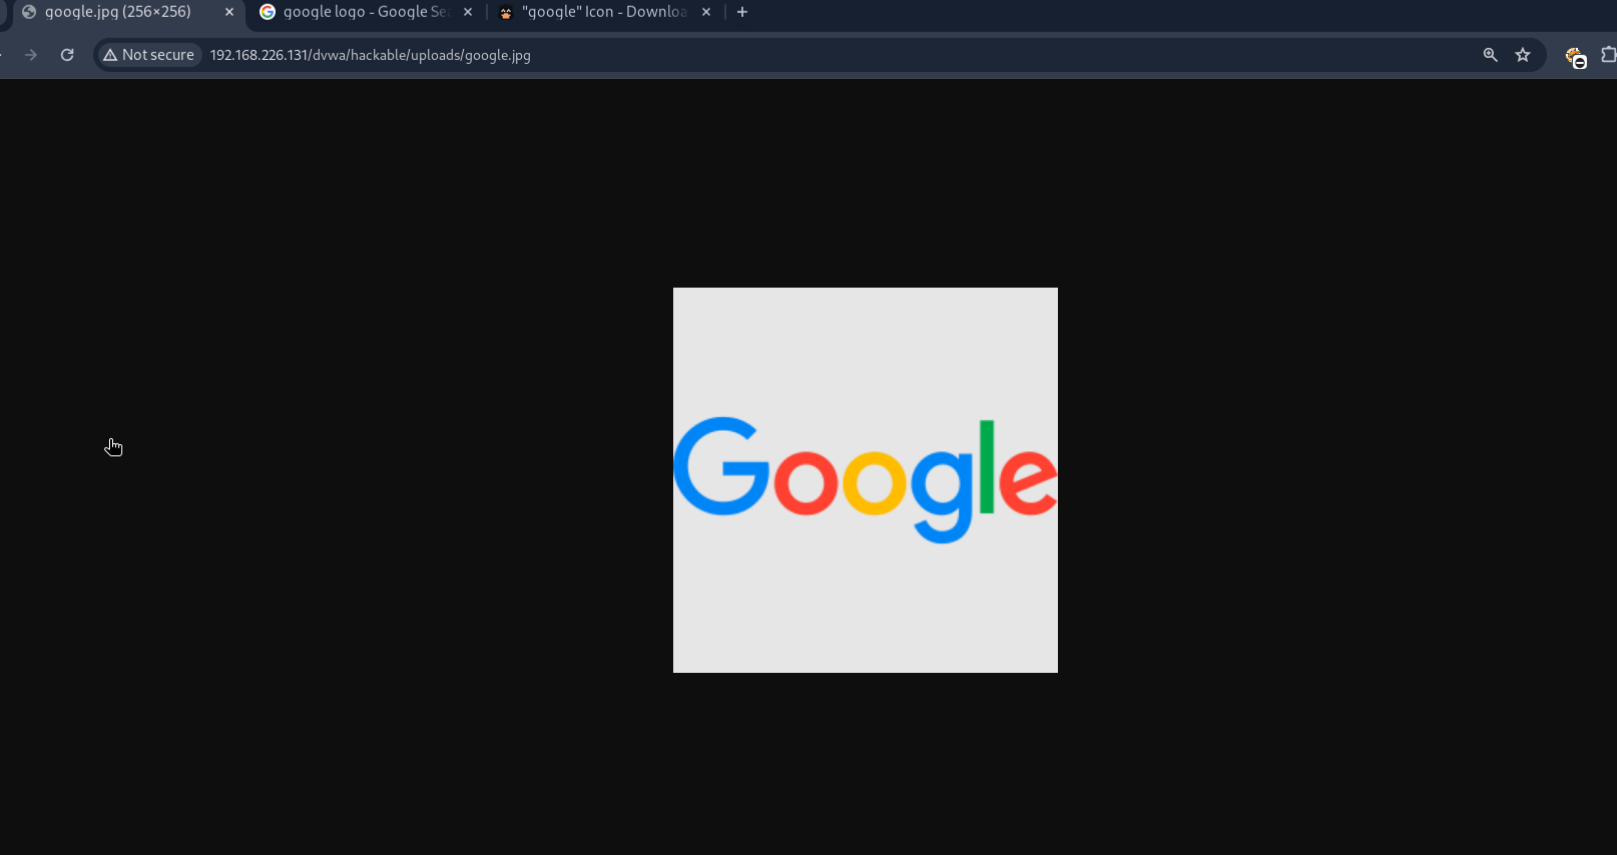 google.jpg (256×256)
google logo - Google Se
"google" Icon - Downloa
Not secure
192.168.226.131/dvwa/hackable/uploads/google.jpg
Google